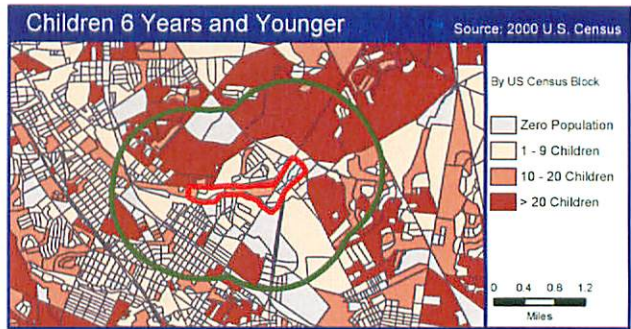 Children 6 Years and Younger
Source: 2000 U.S. Census
By US Census Block
Zero Population
1 - 9 Children
10 - 20 Children
> 20 Children
0 0.4 0.8 1.2
Miles